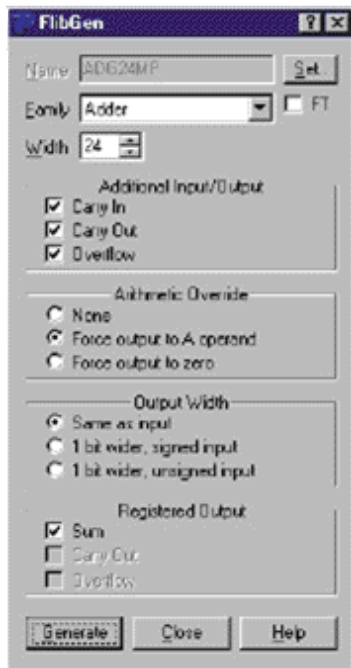 FlibGen
Name ADG24MP Set
Family Adder FT
Width 24
Additional Input/Output
Carry In
Carry Out
Overflow
Arithmetic Override
None
Force output to A operand
Force output to zero
Output Width
Same as input
1 bit wider, signed input
1 bit wider, unsigned input
Registered Output
Sum
Carry Out
Overflow
Generate Close Help